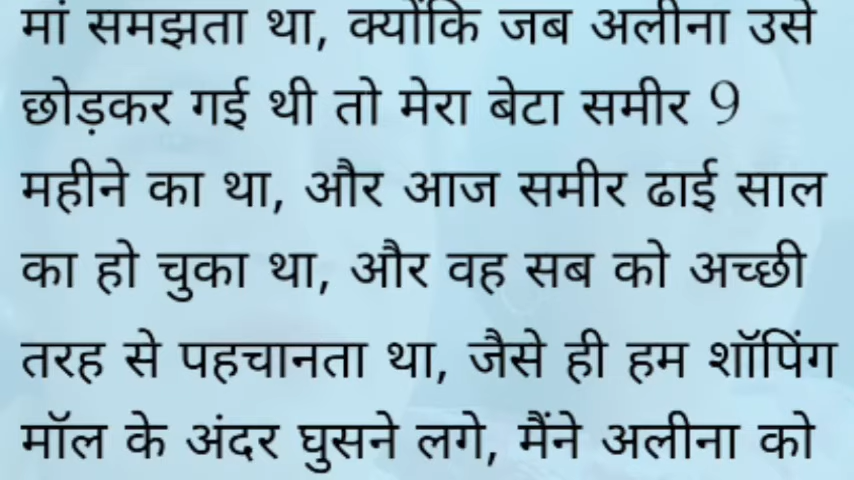 मां समझता था, क्योंकि जब अलीना उसे
छोड़कर गई थी तो मेरा बेटा समीर 9
महीने का था, और आज समीर ढाई साल
का हो चुका था, और वह सब को अच्छी
तरह से पहचानता था, जैसे ही हम शॉपिंग
मॉल के अंदर घुसने लगे, मैंने अलीना को